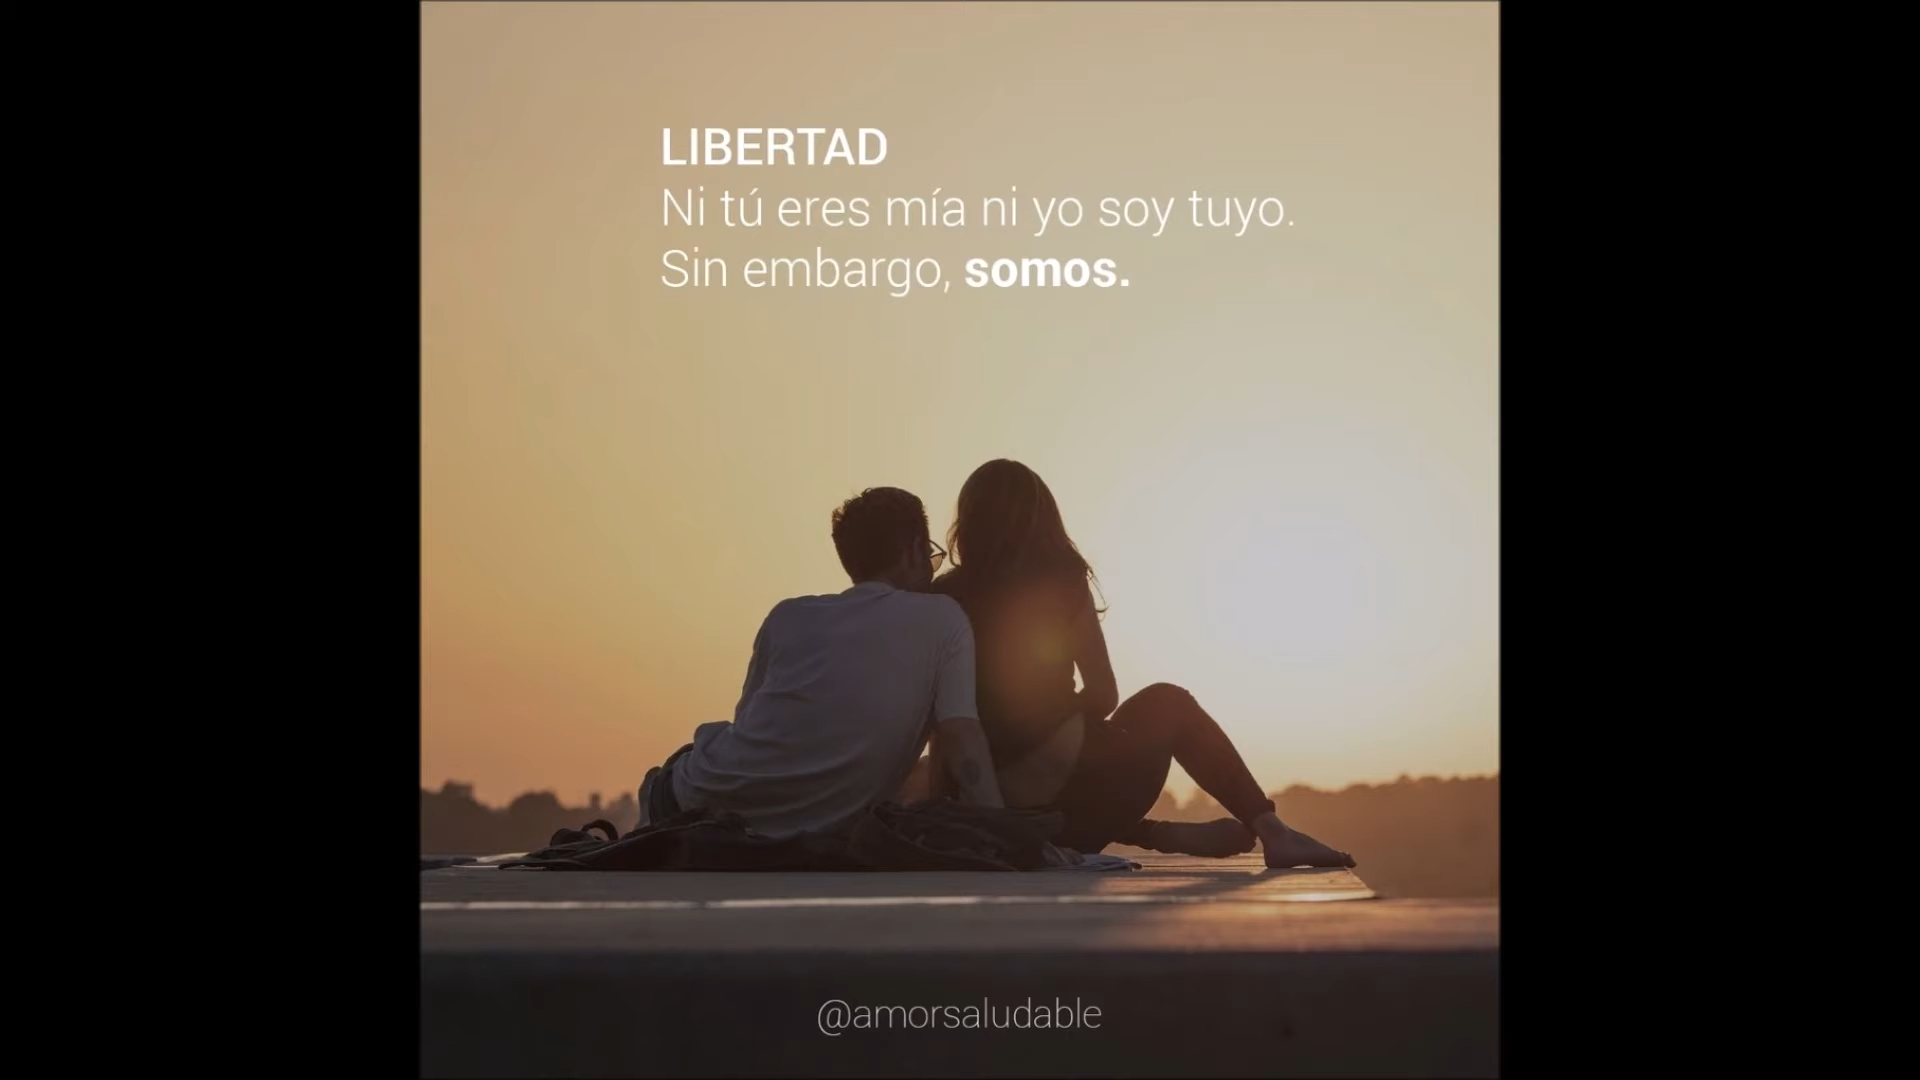 LIBERTAD
Ni tú eres mía ni yo soy tuyo.
Sin embargo, somos.
@amorsaludable